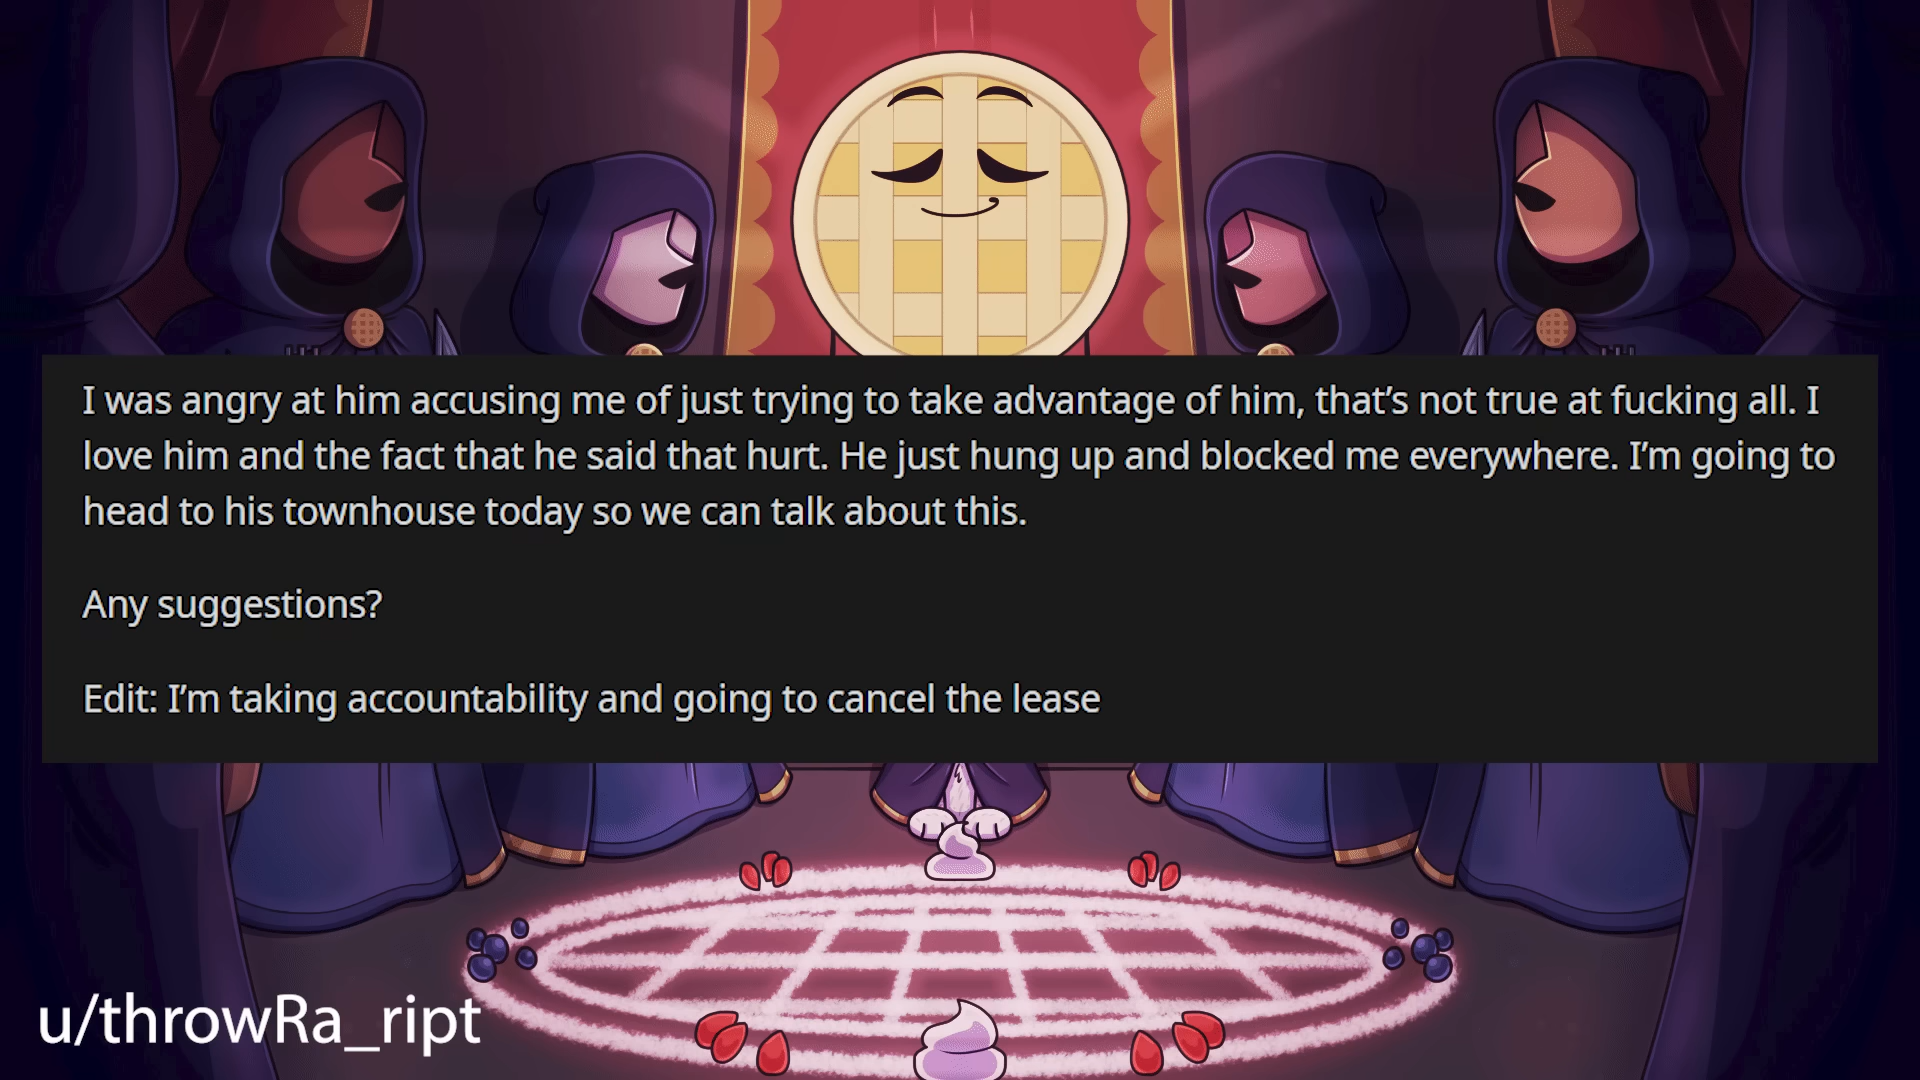 I was angry at him accusing me of just trying to take advantage of him, that’s not true at fucking all. I
love him and the fact that he said that hurt. He just hung up and blocked me everywhere. I’m going to
head to his townhouse today so we can talk about this.
Any suggestions?
Edit: I’m taking accountability and going to cancel the lease
u/throwRa_ript